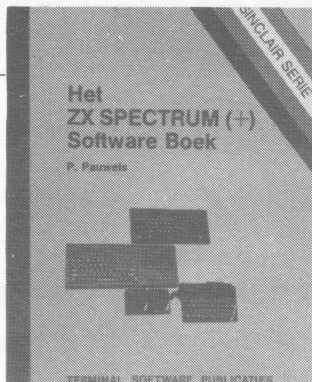 SINCLAIR SERIE
Het
ZX SPECTRUM (+)
Software Boek
P. Pauwels
TERMINAL SOFTWARE PUBLICATIES